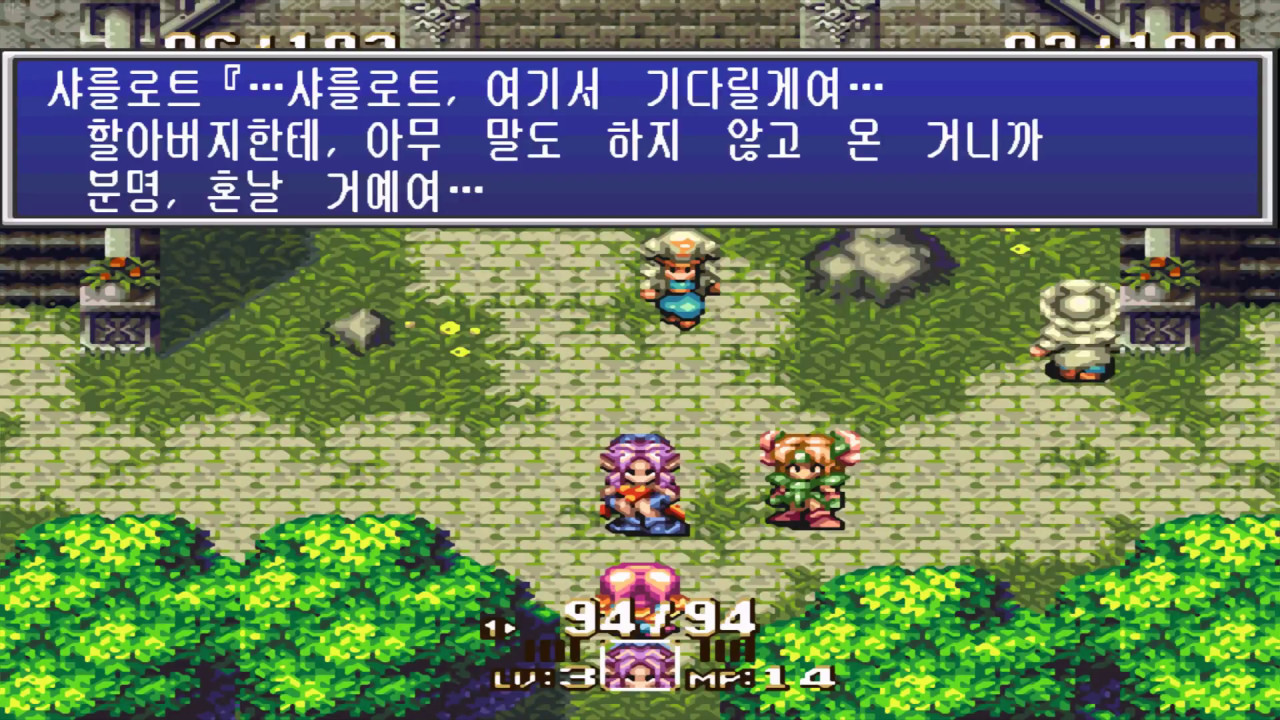 샤를로트『…샤를로트, 여기서 기다릴게여…
할아버지한테, 아무 말도 하지 않고 온 거니까
분명, 혼날 거예여…
1▶ 94/94
LV:3 MP:14